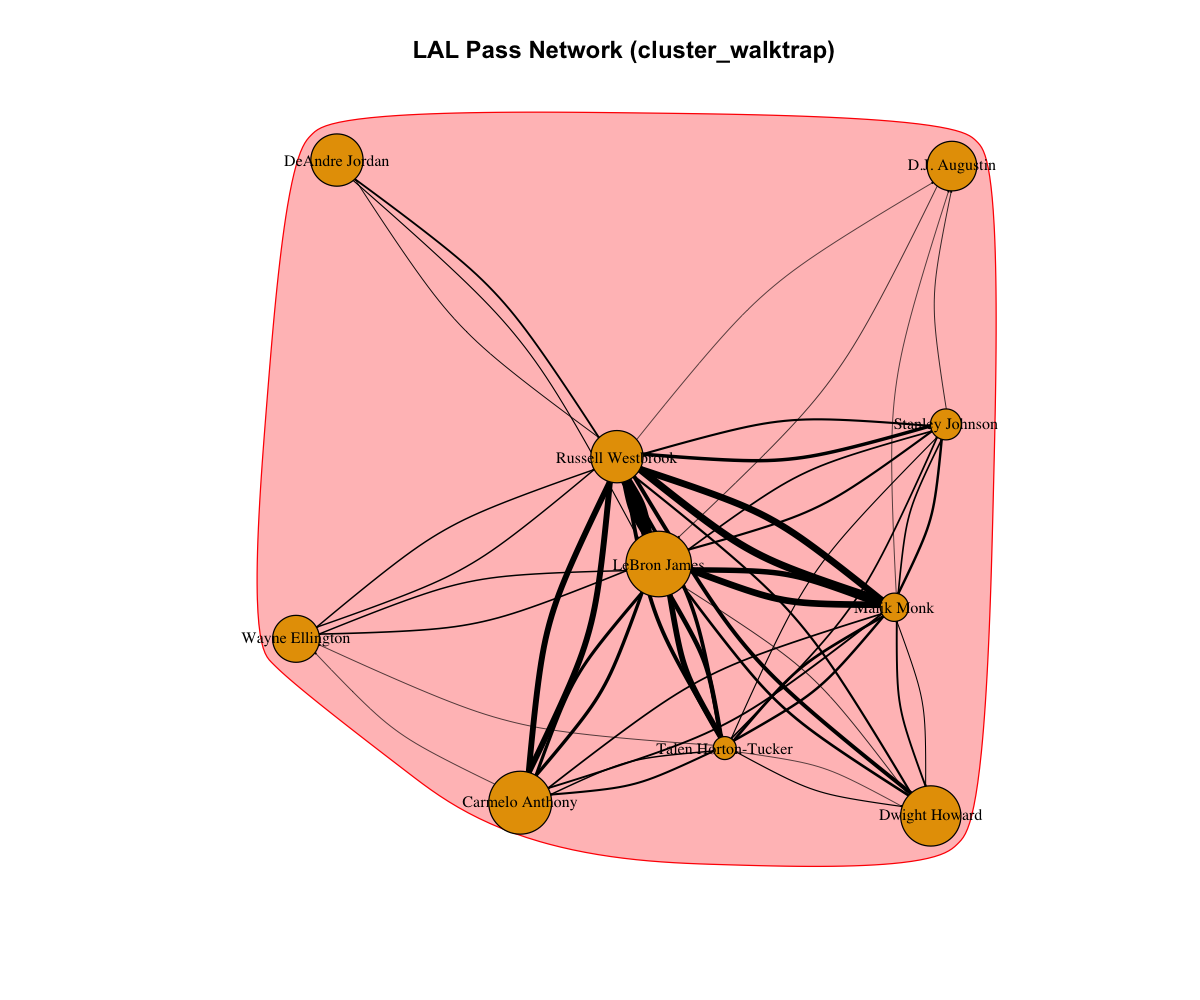 LAL Pass Network (cluster_walktrap)
DeAndre Jordan
D.J. Augustin
Stanley Johnson
Russell Westbrook
LeBron James
Malik Monk
Wayne Ellington
Talen Horton-Tucker
Carmelo Anthony
Dwight Howard